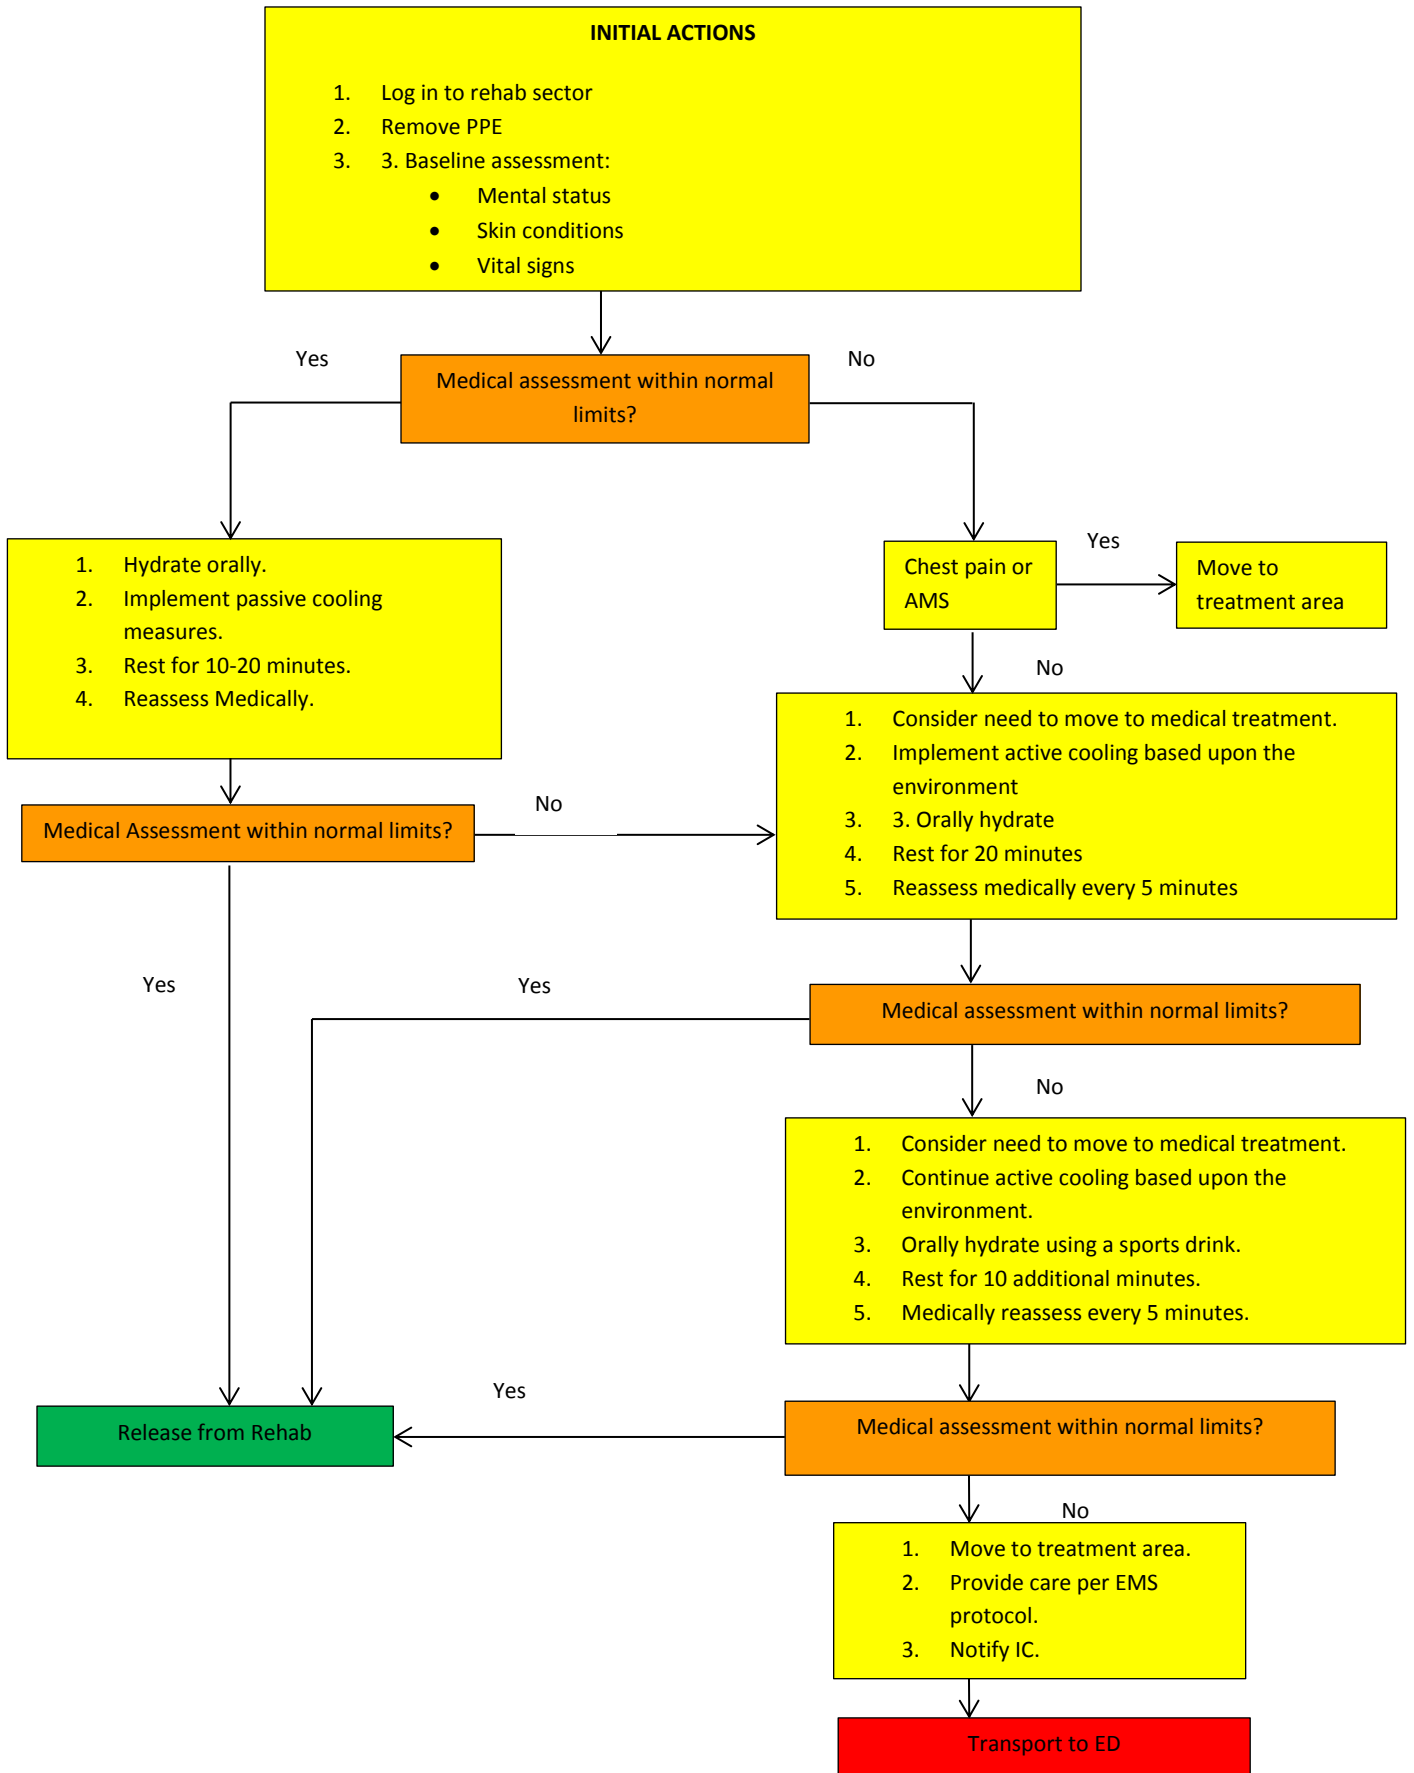 INITIAL ACTIONS
1. Log in to rehab sector
2. Remove PPE
3. 3. Baseline assessment:
• Mental status
• Skin conditions
• Vital signs
Yes
No
Medical assessment within normal
limits?
1. Hydrate orally.
2. Implement passive cooling
measures.
3. Rest for 10-20 minutes.
4. Reassess Medically.
Chest pain or
AMS
Yes
Move to
treatment area
No
1. Consider need to move to medical treatment.
2. Implement active cooling based upon the
environment
3. 3. Orally hydrate
4. Rest for 20 minutes
5. Reassess medically every 5 minutes
Medical Assessment within normal limits?
No
Yes
Yes
Medical assessment within normal limits?
No
1. Consider need to move to medical treatment.
2. Continue active cooling based upon the
environment.
3. Orally hydrate using a sports drink.
4. Rest for 10 additional minutes.
5. Medically reassess every 5 minutes.
Yes
Release from Rehab
Medical assessment within normal limits?
No
1. Move to treatment area.
2. Provide care per EMS
protocol.
3. Notify IC.
Transport to ED